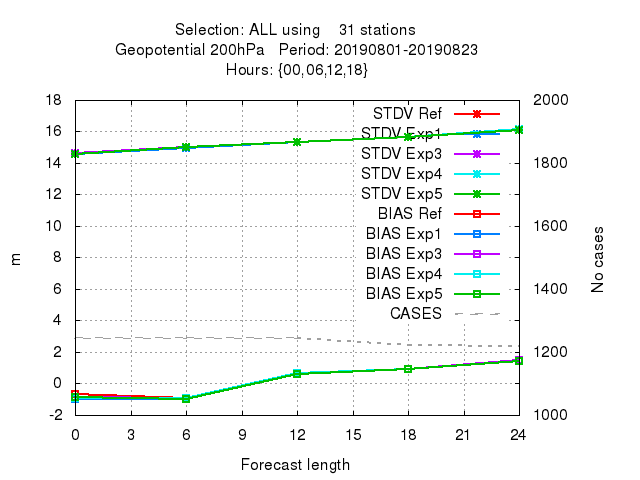 Selection: ALL using    31 stations
Geopotential 200hPa   Period: 20190801-20190823
Hours: {00,06,12,18}
18
16
14
12
10
8
6
4
2
0
-2
m
2000
1800
1600
1400
1200
1000
No cases
STDV Ref
STDV Exp1
STDV Exp3
STDV Exp4
STDV Exp5
BIAS Ref
BIAS Exp1
BIAS Exp3
BIAS Exp4
BIAS Exp5
CASES
0 3 6 9 12 15 18 21 24
Forecast length